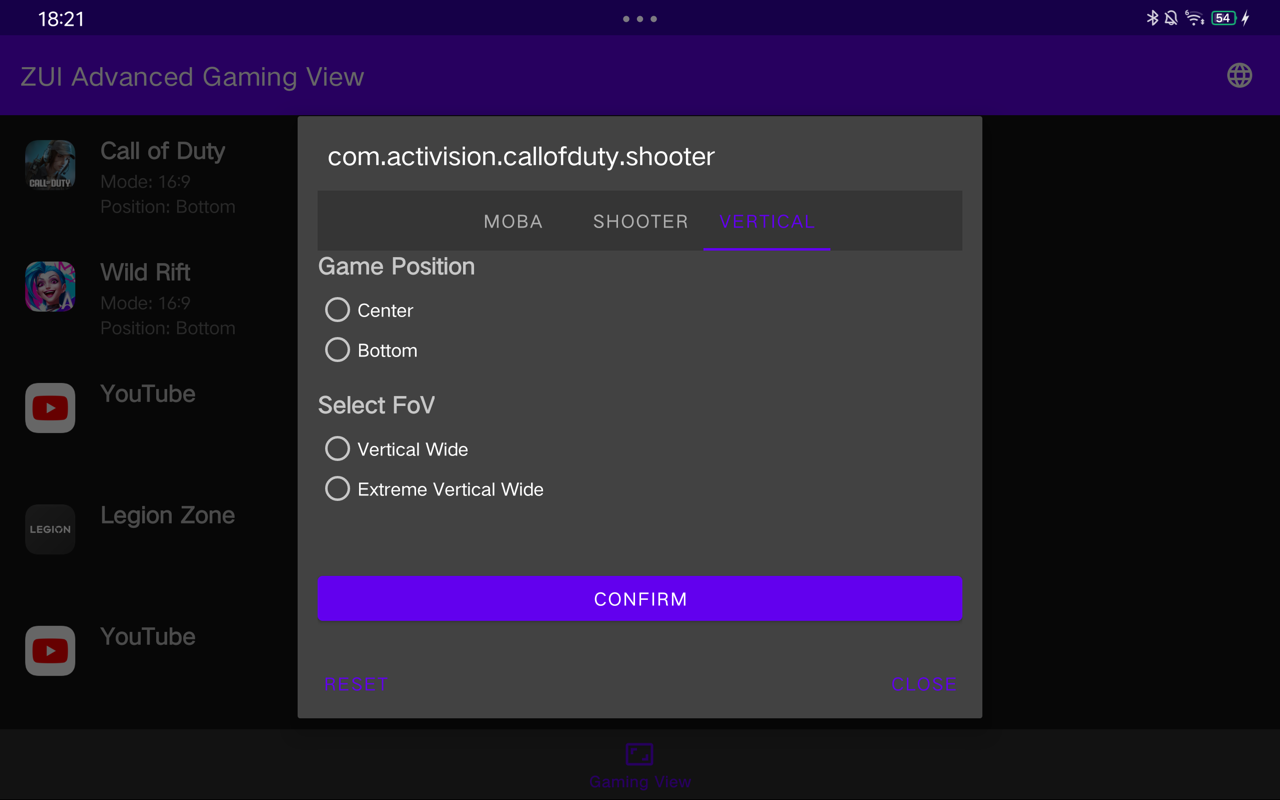 18:21
54
ZUI Advanced Gaming View
Call of Duty
Mode: 16:9
Position: Bottom
CALL OF DUTY
Wild Rift
Mode: 16:9
Position: Bottom
YouTube
Legion Zone
LEGION
YouTube
com.activision.callofduty.shooter
MOBA
SHOOTER
VERTICAL
Game Position
Center
Bottom
Select FoV
Vertical Wide
Extreme Vertical Wide
CONFIRM
RESET
CLOSE
Gaming View